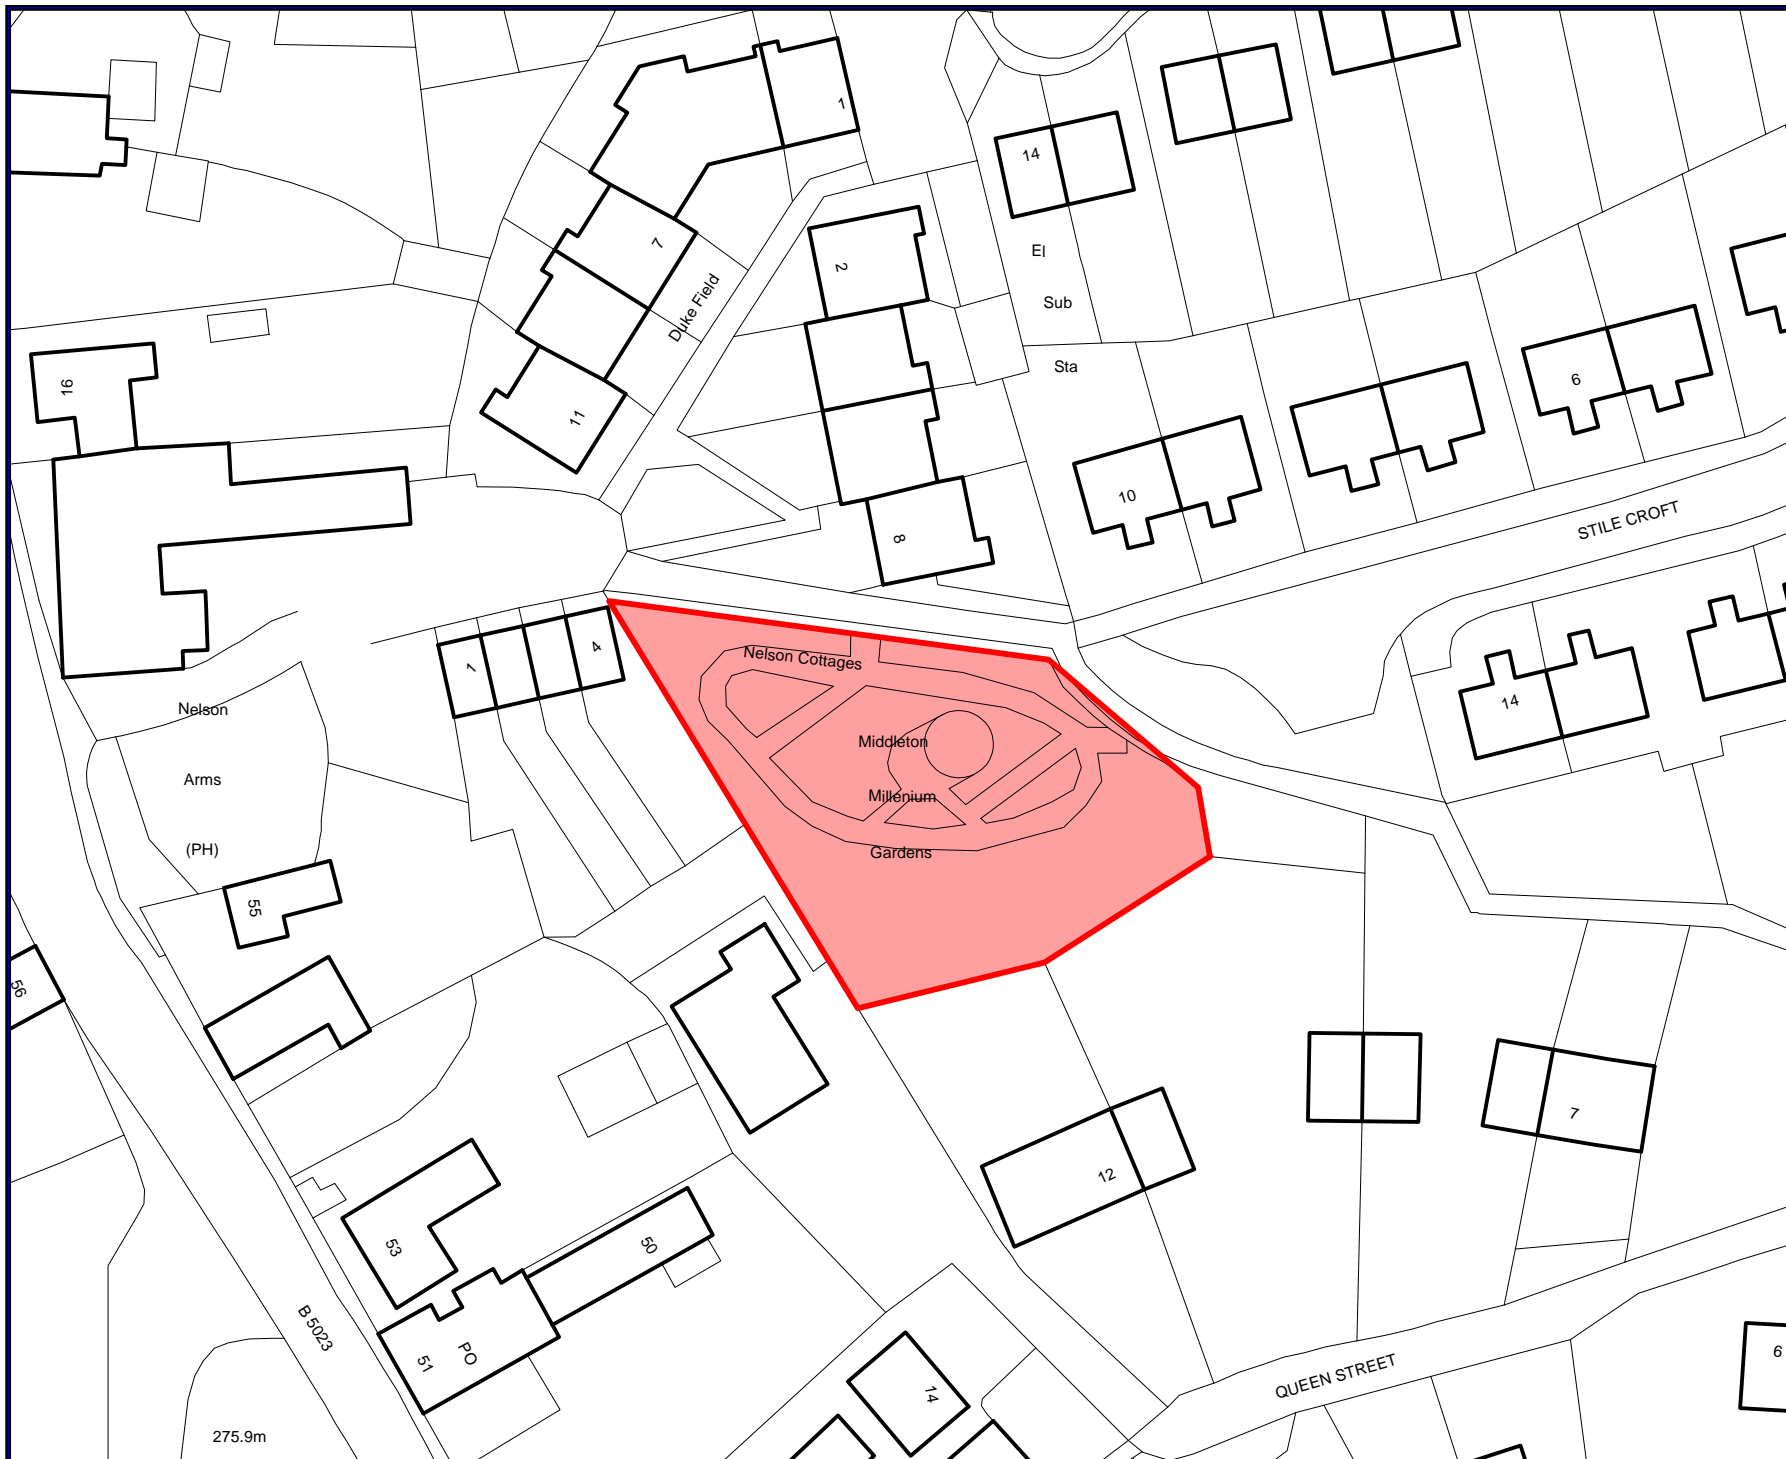 1
14
7
2
El
Sub
Duke Field
Sta
6
16
11
10
STILE CROFT
8
1
4
Nelson Cottages
14
Nelson
Middleton
Arms
Millenium
(PH)
Gardens
55
56
7
12
53
50
B 5023
51
PO
QUEEN STREET
6
14
275.9m